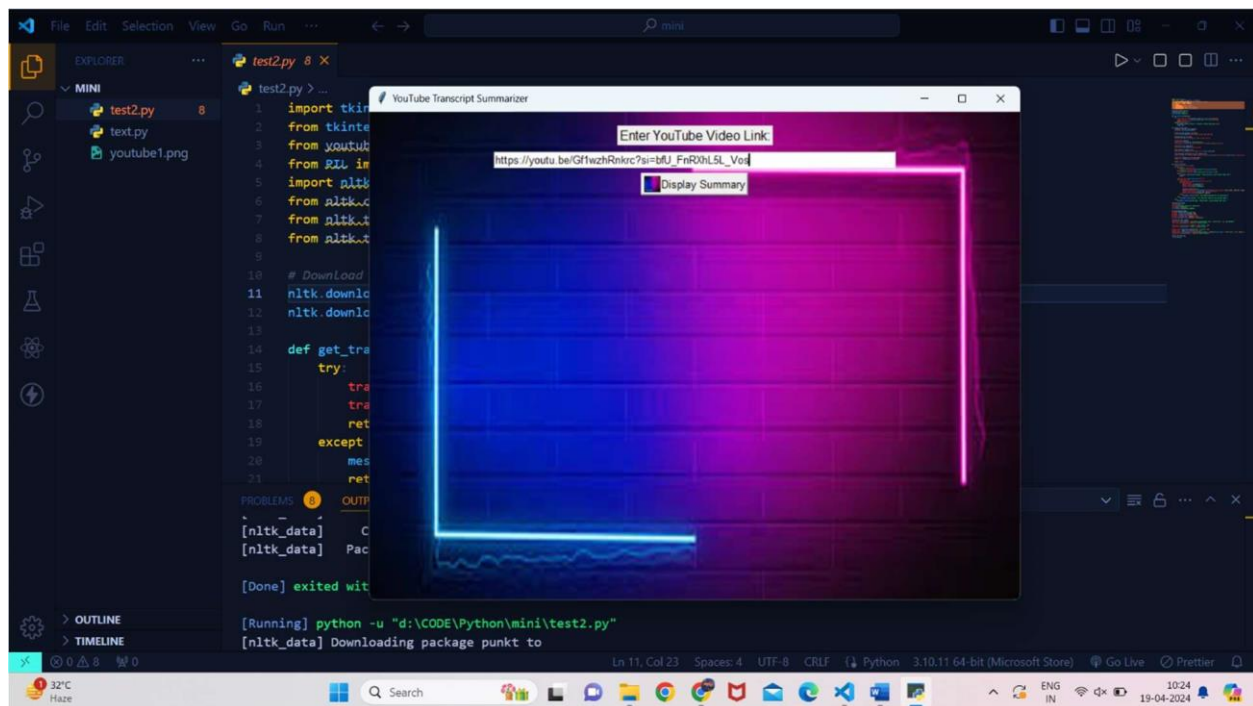 File Edit Selection View Go Run ... mini
EXPLORER ... test2.py 8
MINI test2.py > ...
test2.py 8
text.py
youtube1.png
YouTube Transcript Summarizer
Enter YouTube Video Link:
https://youtu.be/Gf1wzhRnkrc?si=bfU_FnRXhL5L_Vos
Display Summary
1 import tkin
2 from tkinte
3 from youtub
4 from PIL im
5 import nltk
6 from nltk.c
7 from nltk.t
8 from nltk.t
9
10 # Download
11 nltk.downlo
12 nltk.downlo
13
14 def get_tra
15 try:
16 tra
17 tra
18 ret
19 except
20 mes
21 ret
PROBLEMS 8 OUTP
[nltk_data] C
[nltk_data] Pac
[Done] exited wit
[Running] python -u "d:\CODE\Python\mini\test2.py"
[nltk_data] Downloading package punkt to
OUTLINE
TIMELINE
0 8 0 Ln 11, Col 23 Spaces: 4 UTF-8 CRLF Python 3.10.11 64-bit (Microsoft Store) Go Live Prettier
1 32°C
Haze
Search
ENG
IN
10:24
19-04-2024